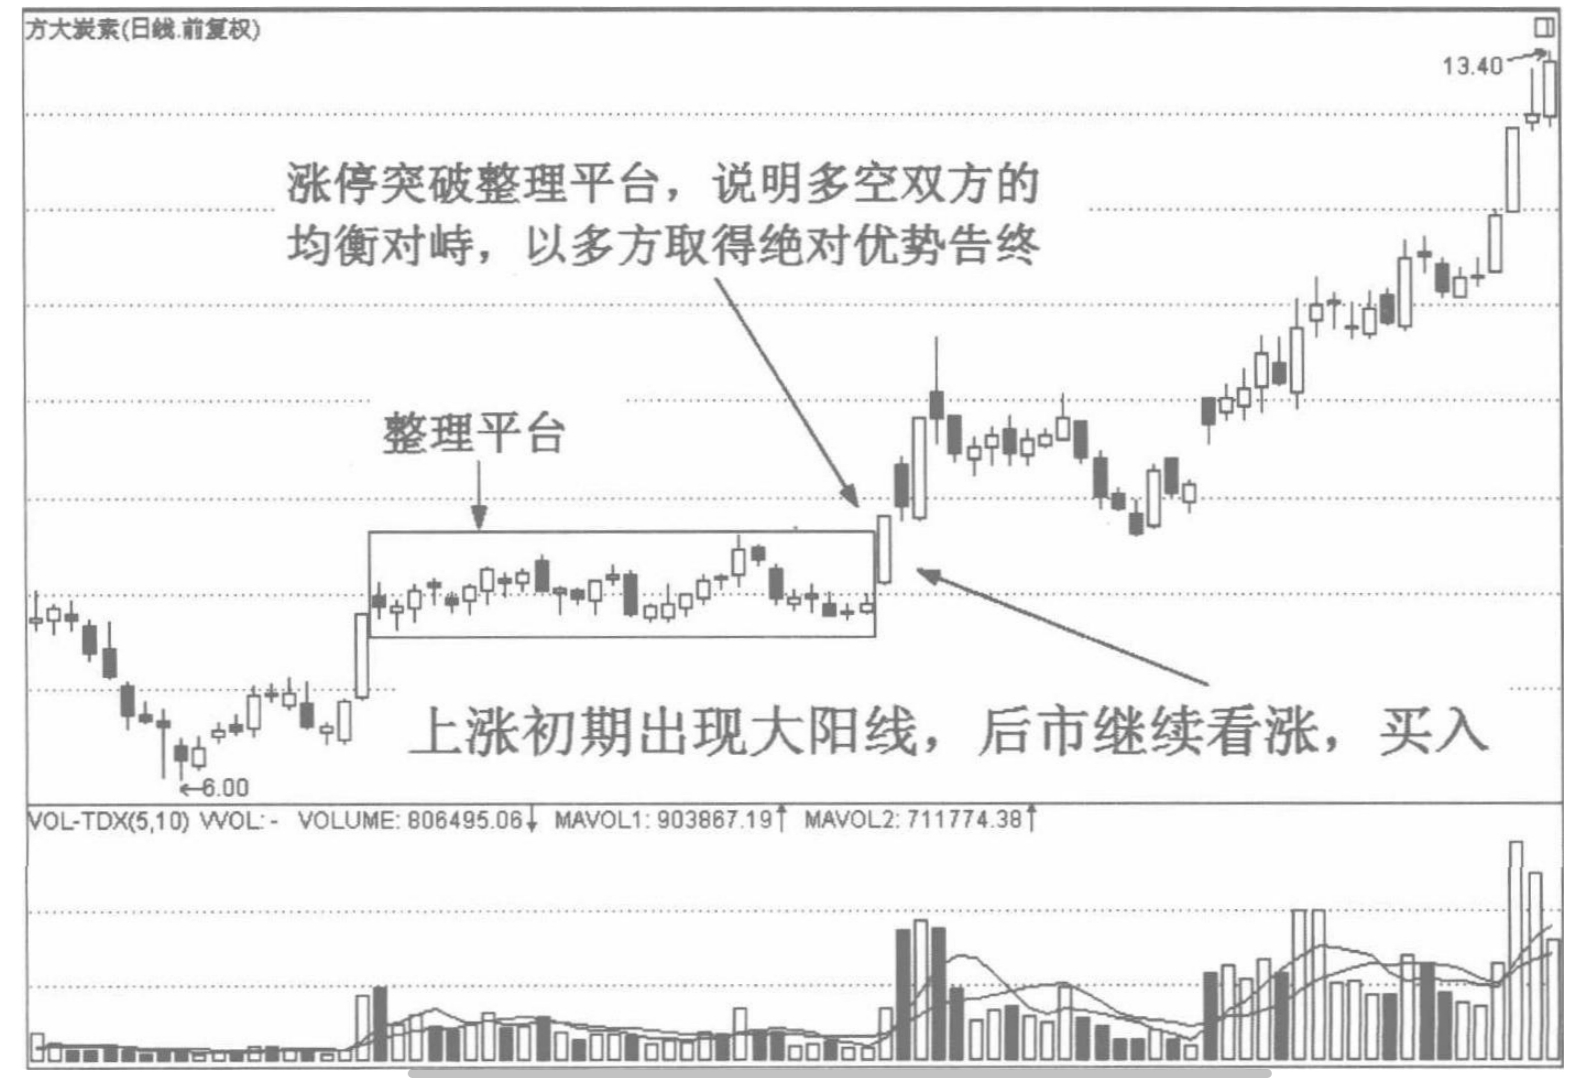 方大炭素(日线.前复权)
13.40
涨停突破整理平台，说明多空双方的
均衡对峙，以多方取得绝对优势告终
整理平台
上涨初期出现大阳线，后市继续看涨，买入
←6.00
VOL-TDX(5,10) VVOL: - VOLUME: 806495.06↓ MAVOL1: 903867.19↑ MAVOL2: 711774.38↑